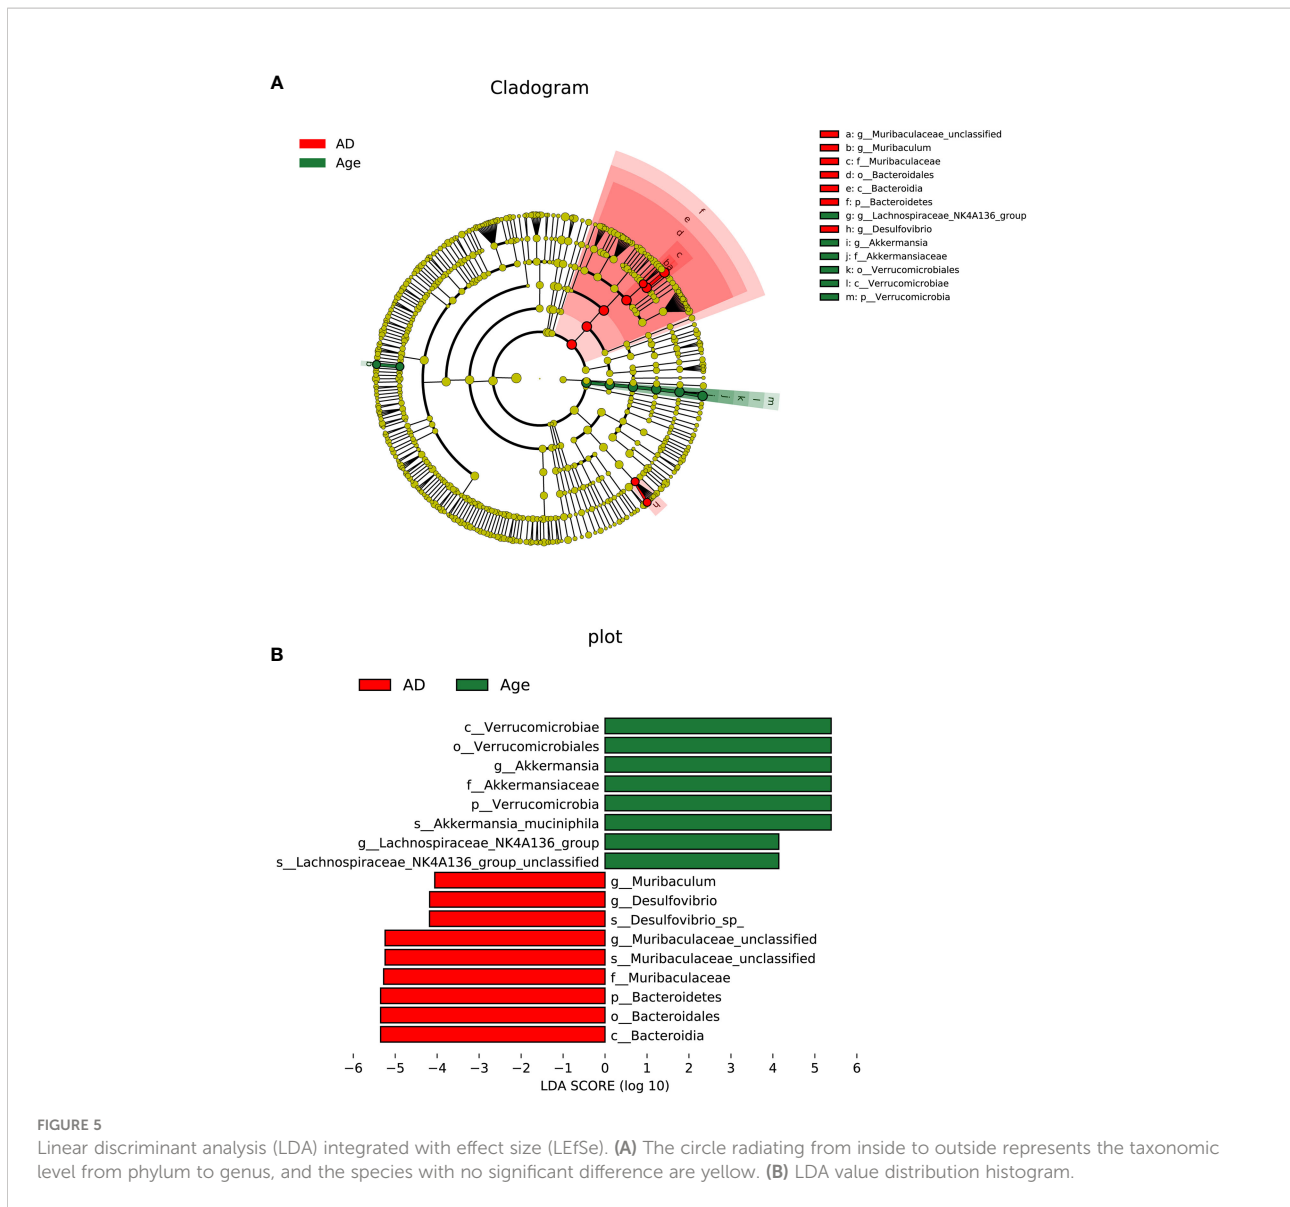 A
Cladogram
AD
Age
a: g__Muribaculaceae_unclassified
b: g__Muribaculum
c: f__Muribaculaceae
d: o__Bacteroidales
e: c__Bacteroidia
f: p__Bacteroidetes
g: g__Lachnospiraceae_NK4A136_group
h: g__Desulfovibrio
i: g__Akkermansia
j: f__Akkermansiaceae
k: o__Verrucomicrobiales
l: c__Verrucomicrobiae
m: p__Verrucomicrobia
f
e
d
c
b
g
j
k
l
m
h
plot
B
AD
Age
c__Verrucomicrobiae
o__Verrucomicrobiales
g__Akkermansia
f__Akkermansiaceae
p__Verrucomicrobia
s__Akkermansia_muciniphila
g__Lachnospiraceae_NK4A136_group
s__Lachnospiraceae_NK4A136_group_unclassified
g__Muribaculum
g__Desulfovibrio
s__Desulfovibrio_sp_
g__Muribaculaceae_unclassified
s__Muribaculaceae_unclassified
f__Muribaculaceae
p__Bacteroidetes
o__Bacteroidales
c__Bacteroidia
−6 −5 −4 −3 −2 −1 0 1 2 3 4 5 6
LDA SCORE (log 10)
FIGURE 5
Linear discriminant analysis (LDA) integrated with effect size (LEfSe). (A) The circle radiating from inside to outside represents the taxonomic
level from phylum to genus, and the species with no significant difference are yellow. (B) LDA value distribution histogram.